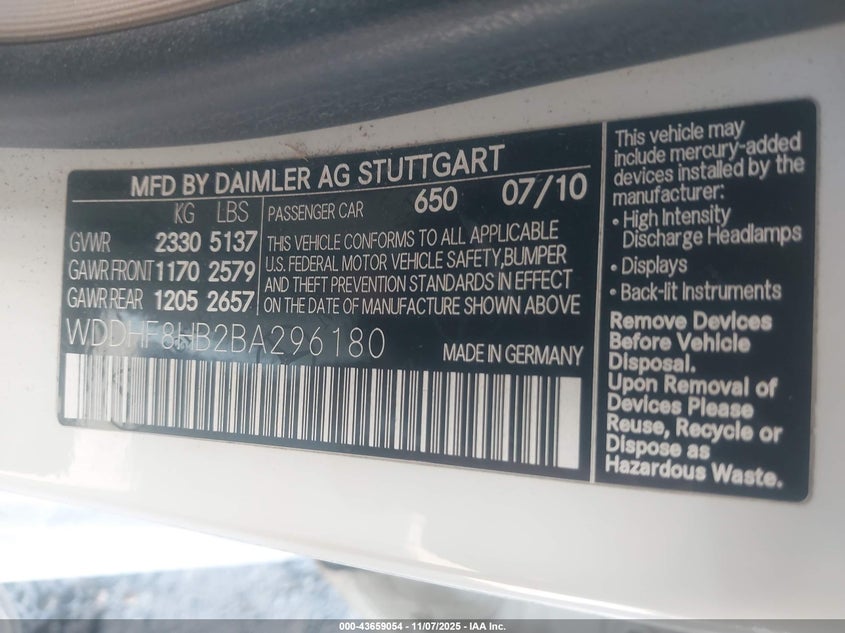 MFD BY DAIMLER AG STUTTGART
KG LBS
GVWR 2330 5137
GAWR FRONT 1170 2579
GAWR REAR 1205 2657
PASSENGER CAR 650 07/10
THIS VEHICLE CONFORMS TO ALL APPLICABLE
U.S. FEDERAL MOTOR VEHICLE SAFETY,BUMPER
AND THEFT PREVENTION STANDARDS IN EFFECT
ON THE DATE OF MANUFACTURE SHOWN ABOVE
WDDHF8HB2BA296180
MADE IN GERMANY
This vehicle may
include mercury-added
devices installed by the
manufacturer:
• High Intensity
Discharge Headlamps
• Displays
• Back-lit Instruments
Remove Devices
Before Vehicle
Disposal.
Upon Removal of
Devices Please
Reuse, Recycle or
Dispose as
Hazardous Waste.
000-43659054 - 11/07/2025 - IAA Inc.